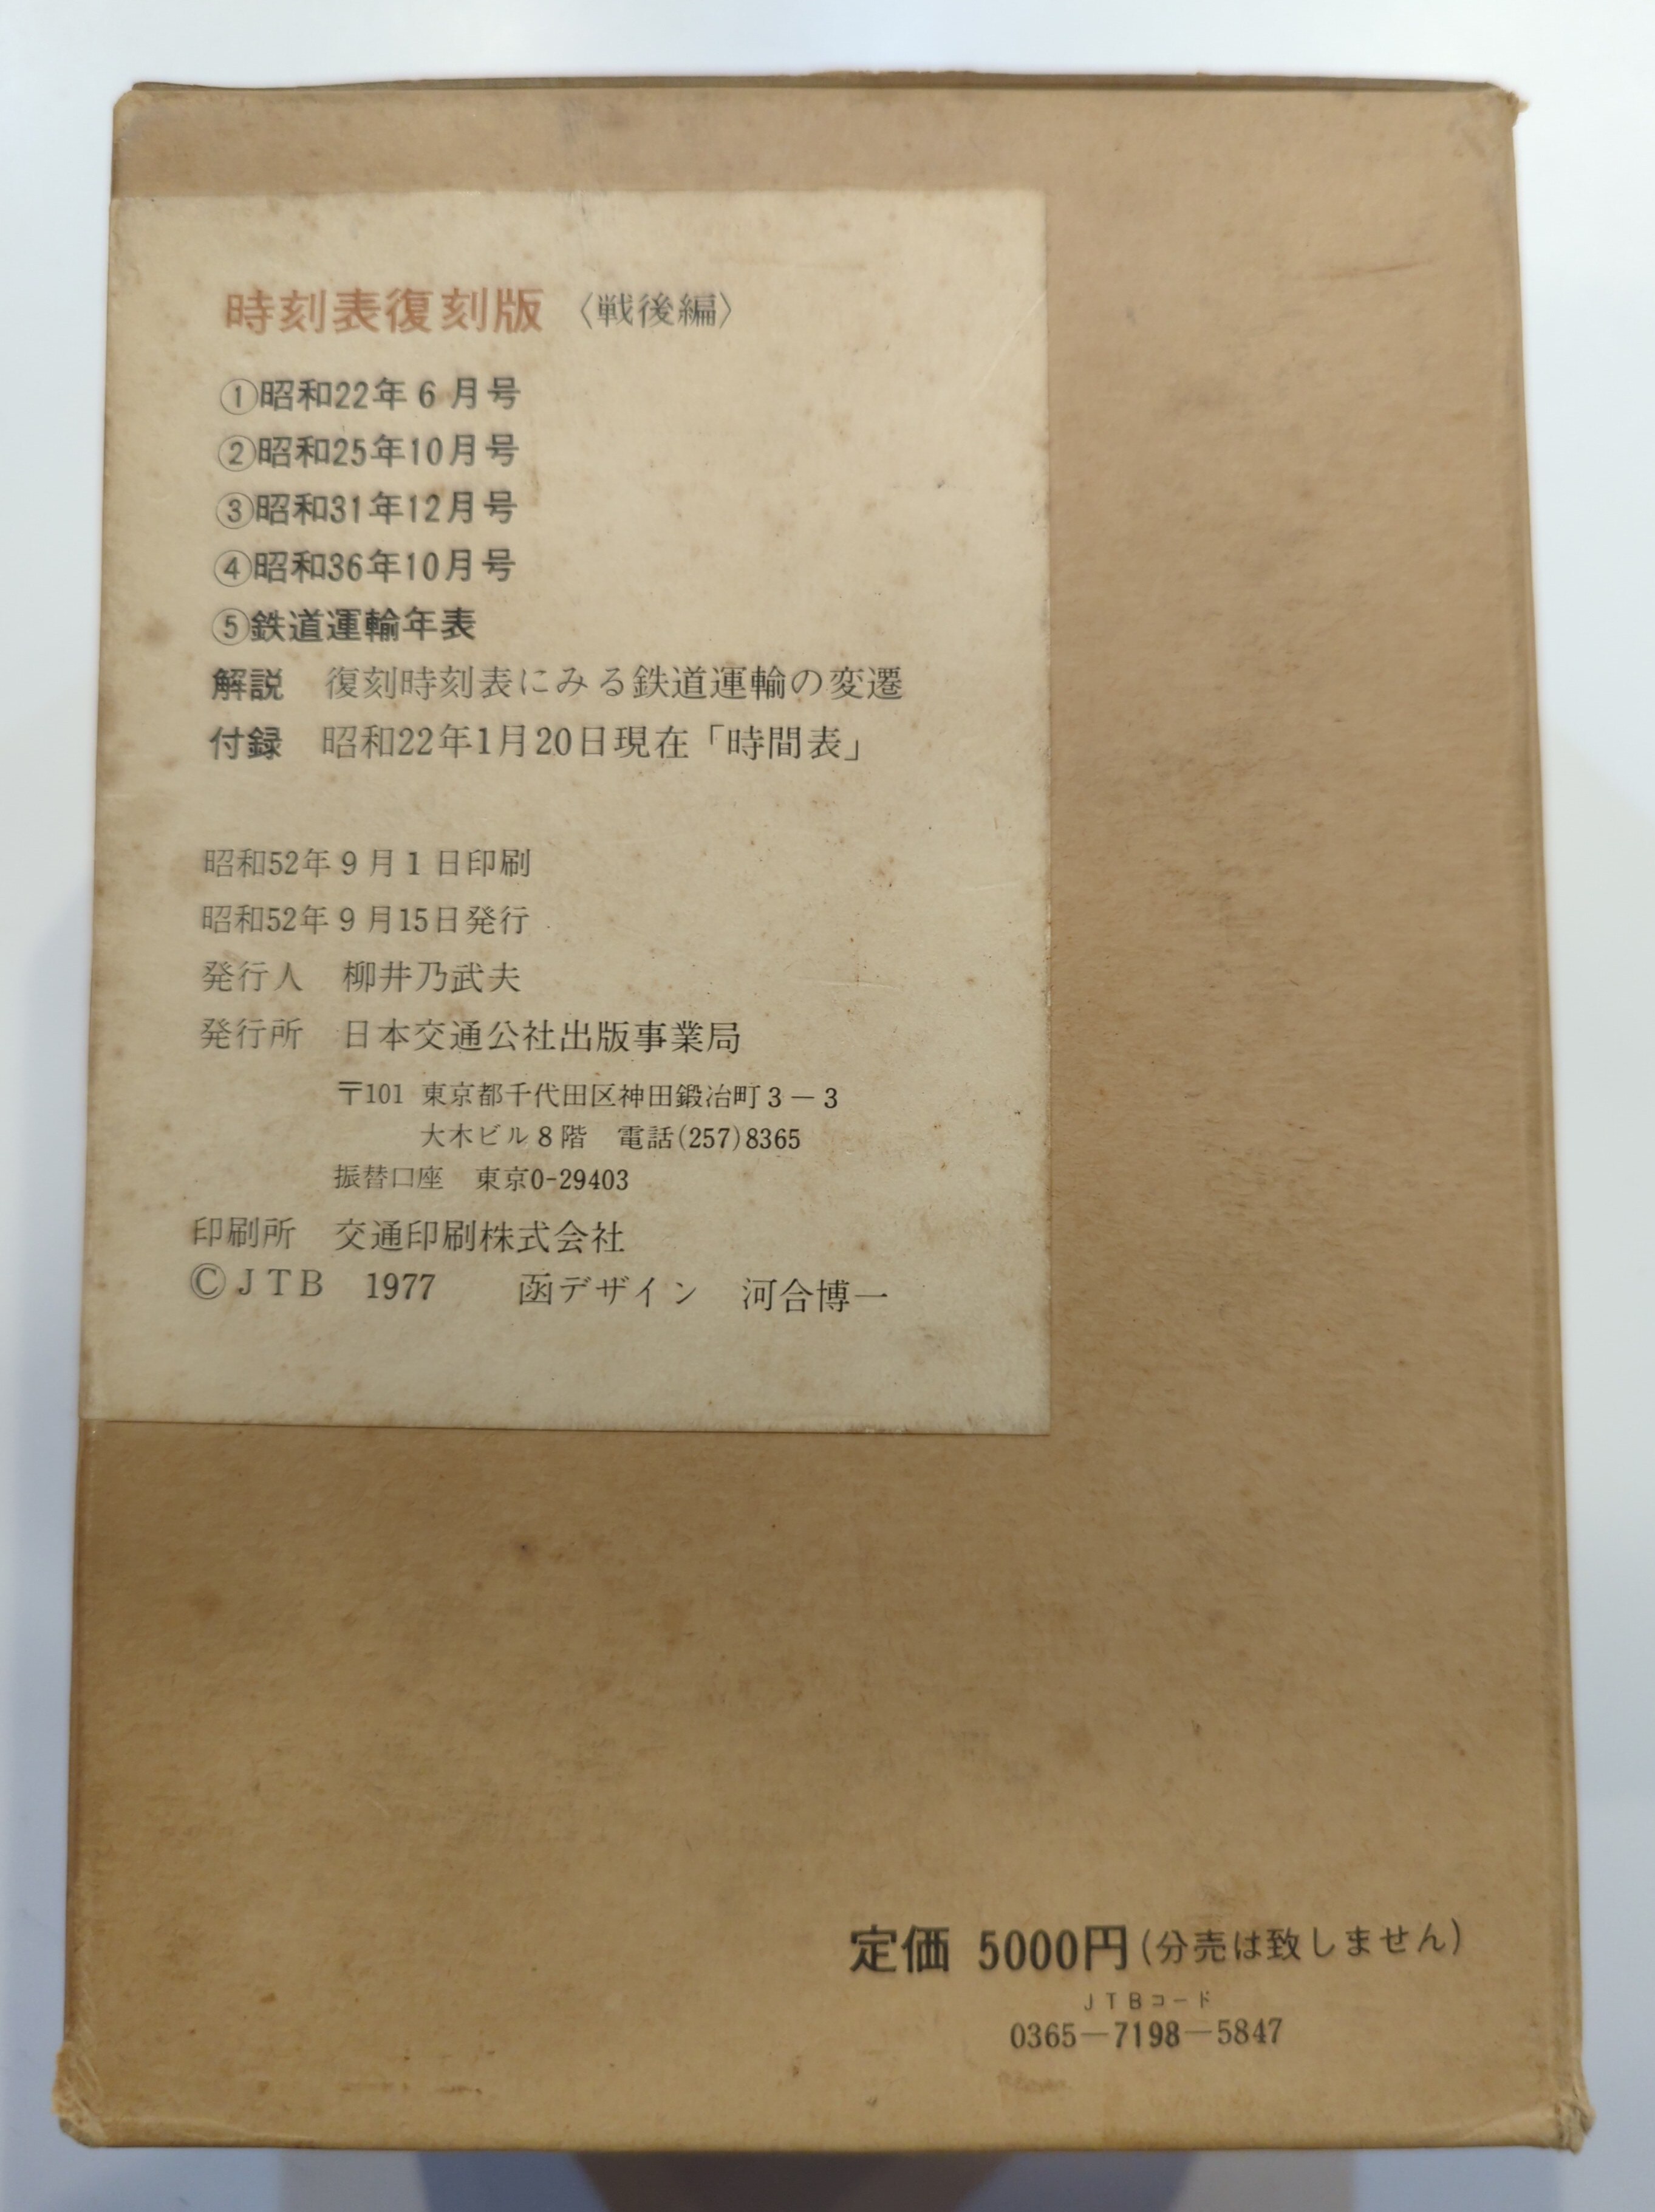 時刻表復刻版 〈戦後編〉
①昭和22年6月号
②昭和25年10月号
③昭和31年12月号
④昭和36年10月号
⑤鉄道運輸年表
解説 復刻時刻表にみる鉄道運輸の変遷
付録 昭和22年1月20日現在「時間表」
昭和52年9月1日印刷
昭和52年9月15日発行
発行人 柳井乃武夫
発行所 日本交通公社出版事業局
〒101 東京都千代田区神田鍛冶町3－3
大木ビル8階 電話(257)8365
振替口座 東京0-29403
印刷所 交通印刷株式会社
©JTB 1977 函デザイン 河合博一
定価 5000円(分売は致しません)
JTBコード
0365－7198－5847